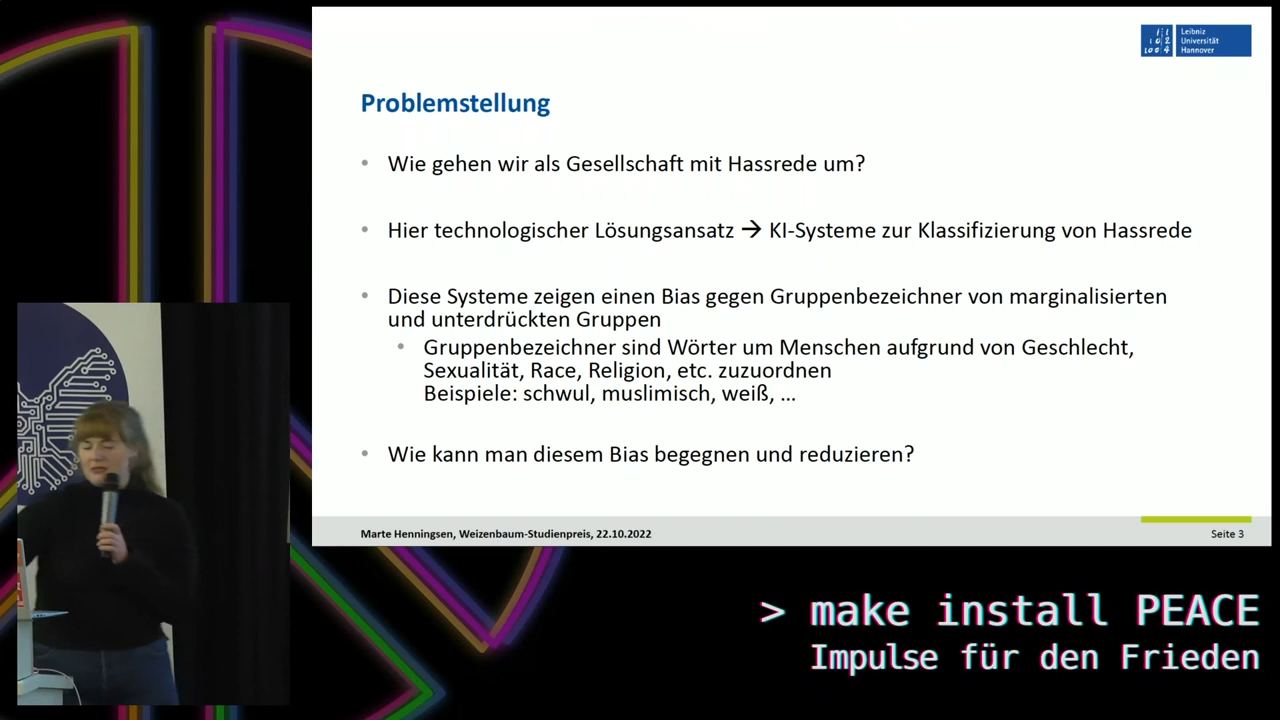 Leibniz
Universität
Hannover
Problemstellung
• Wie gehen wir als Gesellschaft mit Hassrede um?
• Hier technologischer Lösungsansatz → KI-Systeme zur Klassifizierung von Hassrede
• Diese Systeme zeigen einen Bias gegen Gruppenbezeichner von marginalisierten
und unterdrückten Gruppen
• Gruppenbezeichner sind Wörter um Menschen aufgrund von Geschlecht,
Sexualität, Race, Religion, etc. zuzuordnen
Beispiele: schwul, muslimisch, weiß, ...
• Wie kann man diesem Bias begegnen und reduzieren?
Marte Henningsen, Weizenbaum-Studienpreis, 22.10.2022
Seite 3
> make install PEACE
Impulse für den Frieden